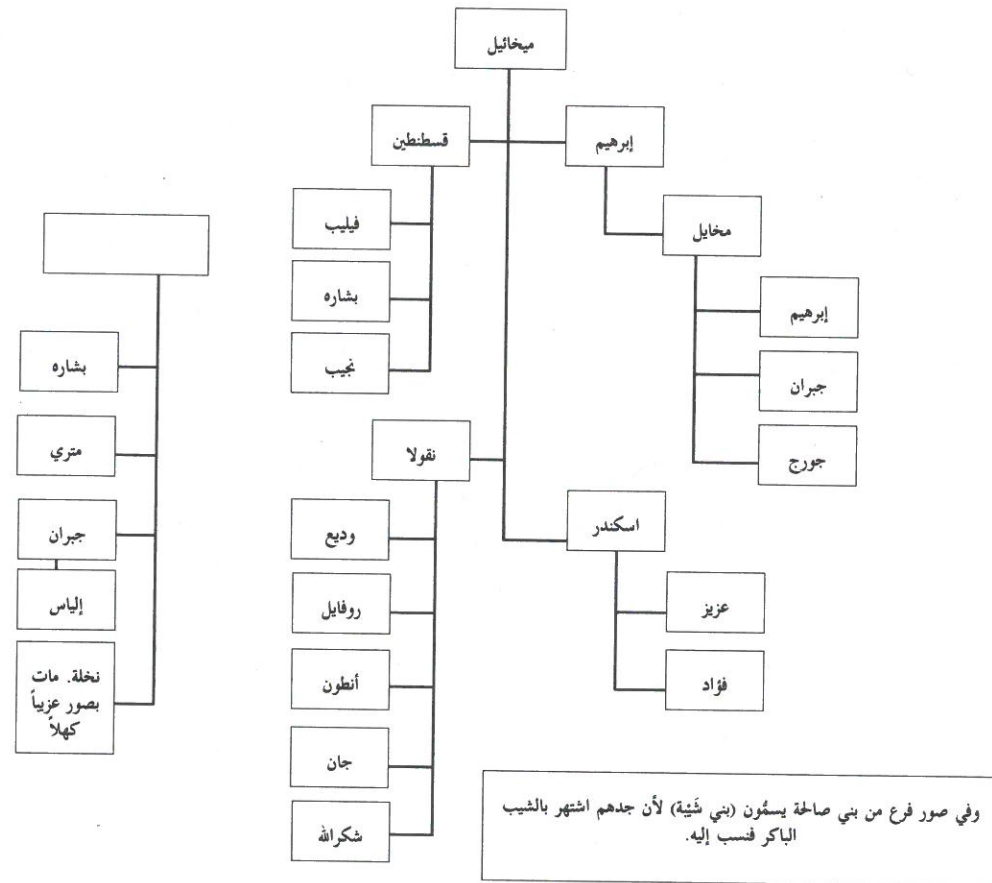 ميخائيل
إبرهيم
قسطنطين
مخايل
إبرهيم
جبران
جورج
فيليب
بشاره
نجيب
نقولا
وديع
روفايل
أنطون
جان
شكرالله
اسكندر
عزيز
فؤاد
بشاره
متري
جبران
إلياس
نخلة. مات
بصور عزيباً
كهلاً
وفي صور فرع من بني صالحة يسمُّون (بني شَيْبة) لأن جدهم اشتهر بالشيب
الباكر فنسب إليه.